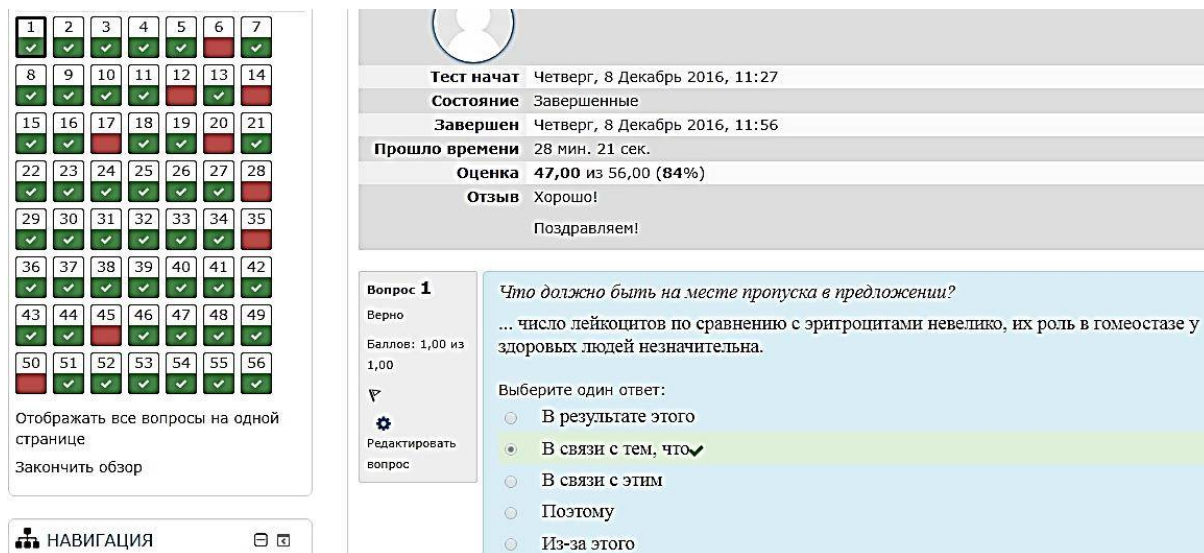 1 2 3 4 5 6 7
8 9 10 11 12 13 14
15 16 17 18 19 20 21
22 23 24 25 26 27 28
29 30 31 32 33 34 35
36 37 38 39 40 41 42
43 44 45 46 47 48 49
50 51 52 53 54 55 56
Отображать все вопросы на одной
странице
Закончить обзор
НАВИГАЦИЯ
Тест начат Четверг, 8 Декабрь 2016, 11:27
Состояние Завершенные
Завершен Четверг, 8 Декабрь 2016, 11:56
Прошло времени 28 мин. 21 сек.
Оценка 47,00 из 56,00 (84%)
Отзыв Хорошо!
Поздравляем!
Вопрос 1
Верно
Баллов: 1,00 из
1,00
Редактировать
вопрос
Что должно быть на месте пропуска в предложении?
... число лейкоцитов по сравнению с эритроцитами невелико, их роль в гомеостазе у
здоровых людей незначительна.
Выберите один ответ:
В результате этого
В связи с тем, что
В связи с этим
Поэтому
Из-за этого